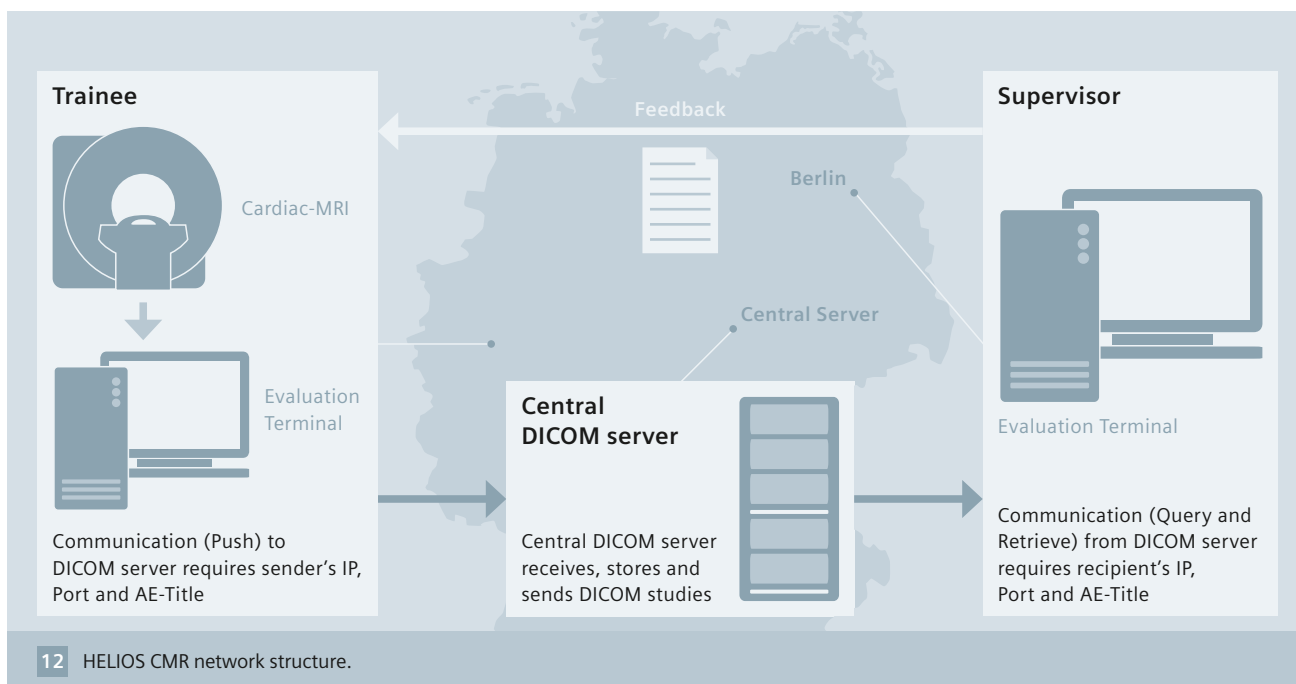 Trainee
Cardiac-MRI
Evaluation
Terminal
Communication (Push) to
DICOM server requires sender's IP,
Port and AE-Title
Feedback
Berlin
Central Server
Central
DICOM server
Central DICOM server
receives, stores and
sends DICOM studies
Supervisor
Evaluation Terminal
Communication (Query and
Retrieve) from DICOM server
requires recipient's IP,
Port and AE-Title
12 HELIOS CMR network structure.